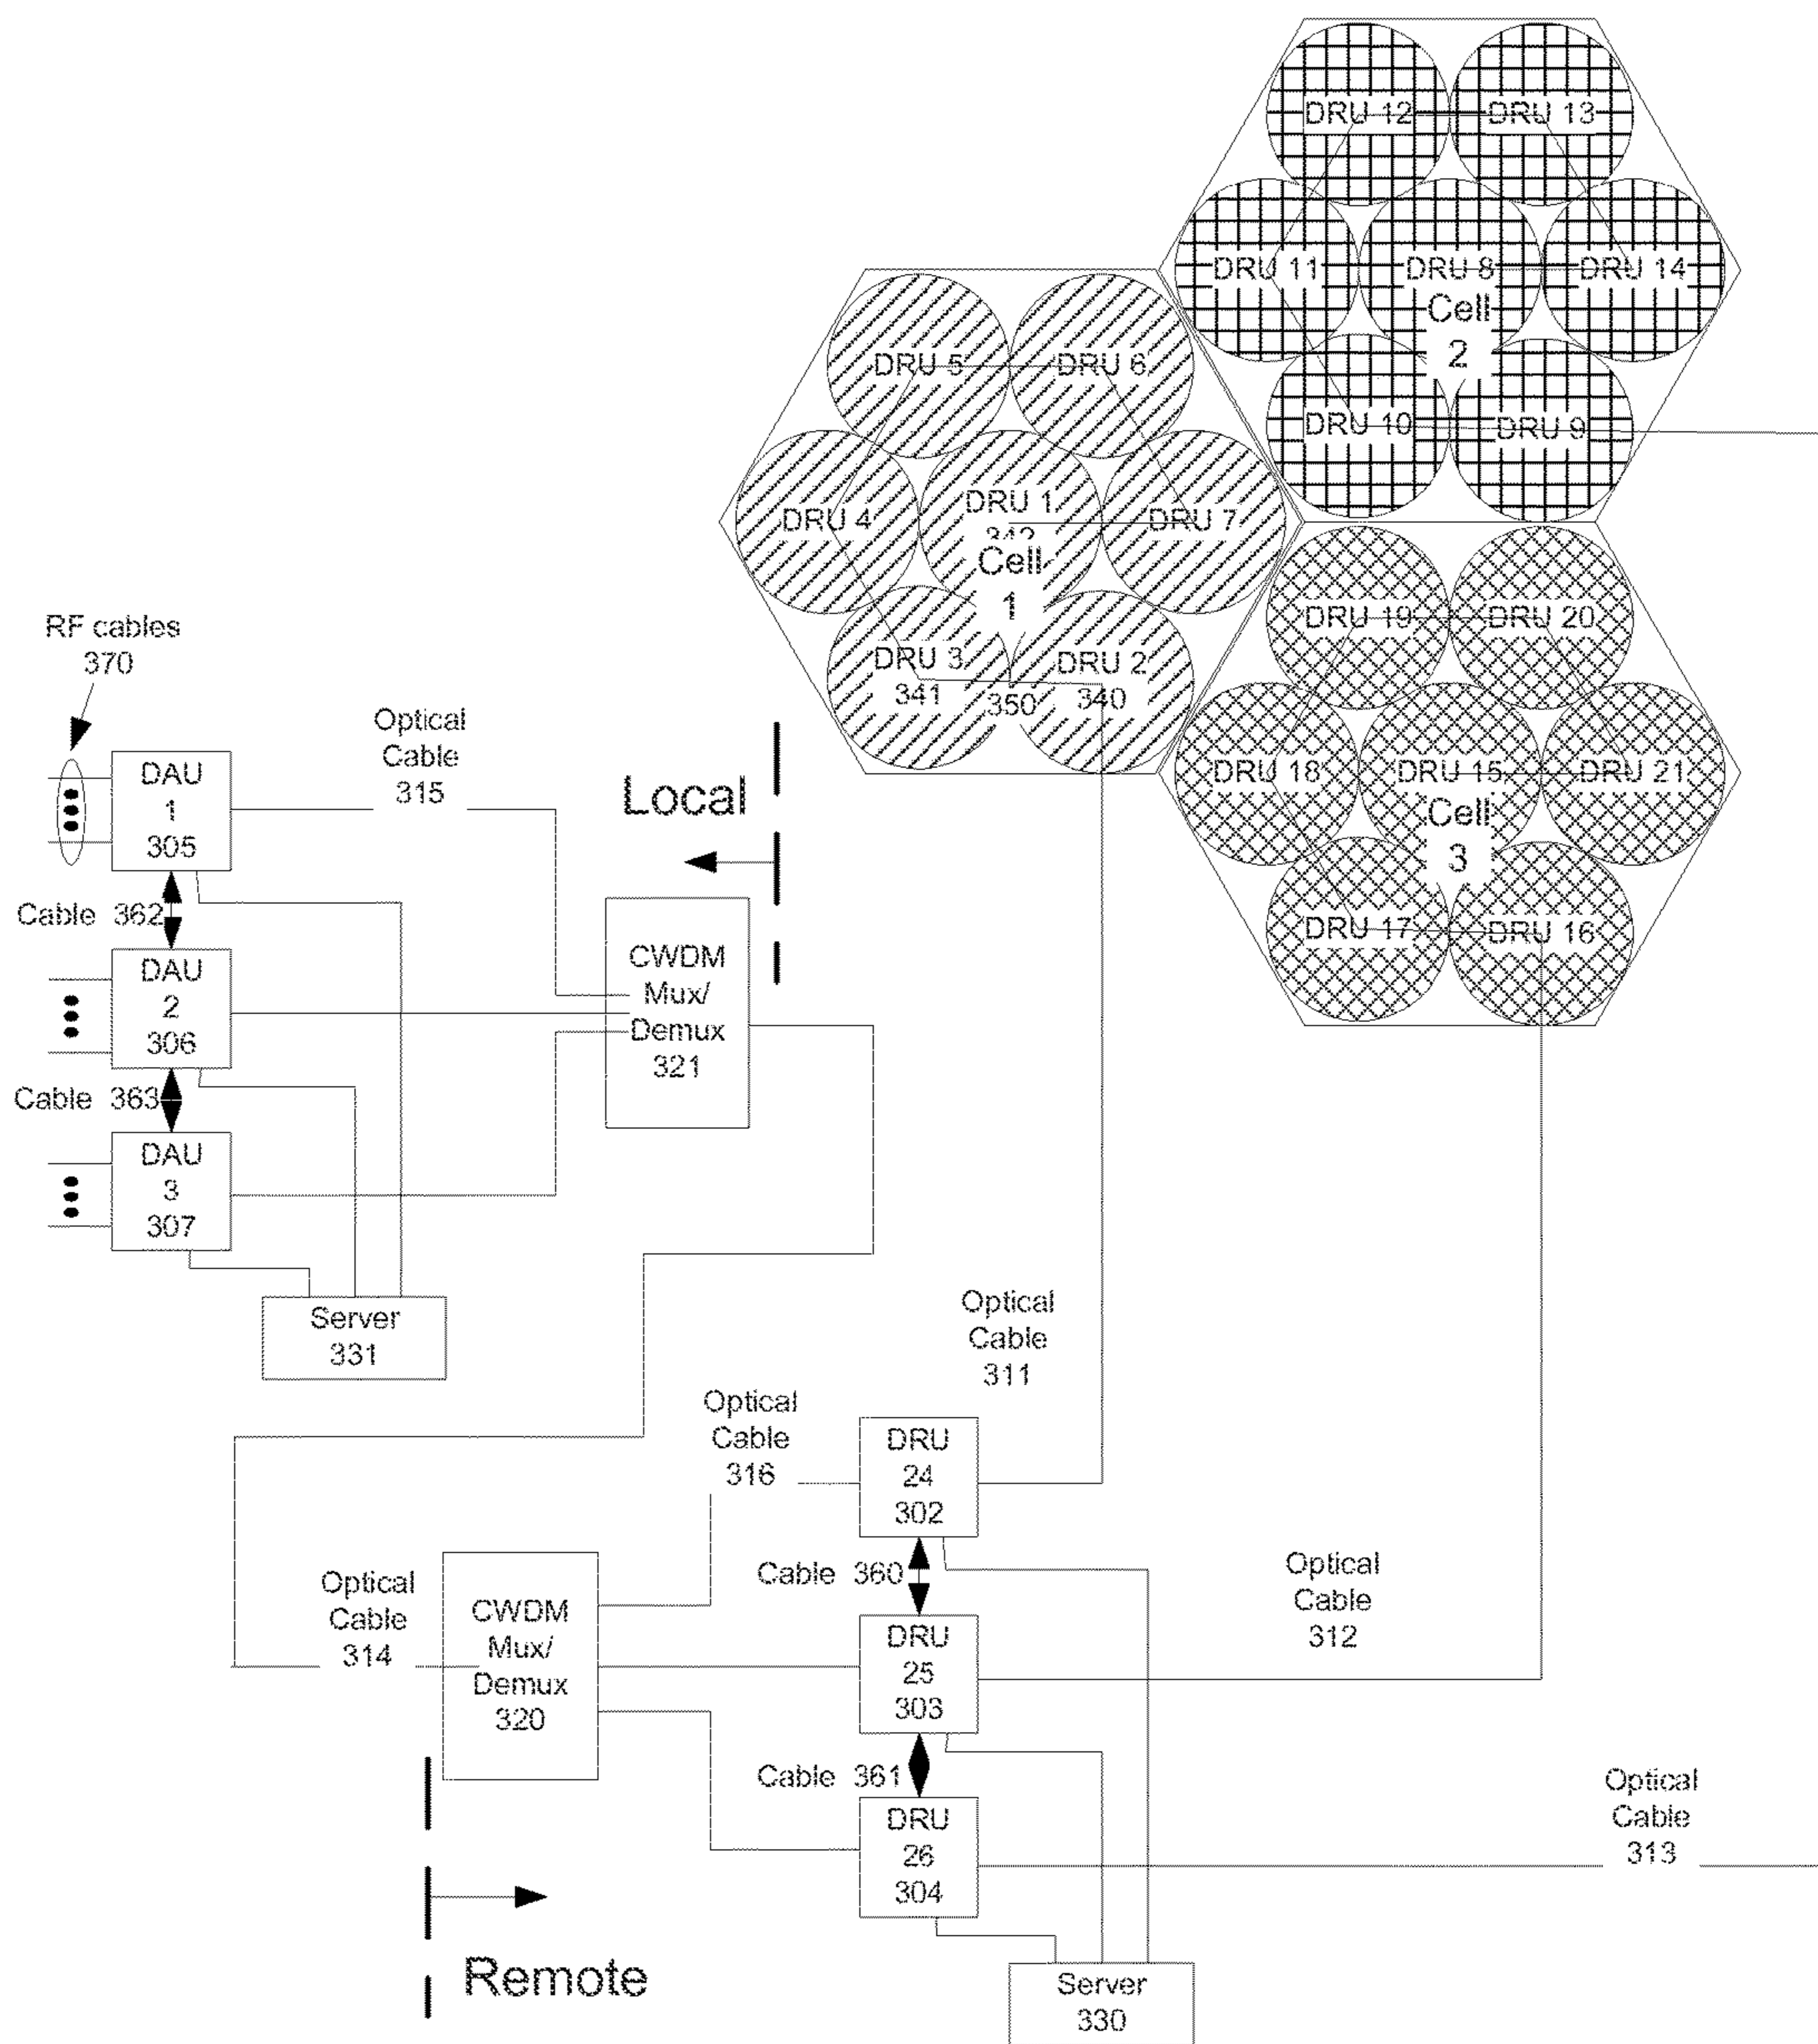 DRU 12
DRU 13
DRU 11
DRU 8
DRU 14
Cell
2
DRU 10
DRU 9
DRU 5
DRU 6
DRU 4
DRU 1
342
DRU 7
Cell
1
DRU 3
341
350
DRU 2
340
DRU 19
DRU 20
DRU 18
DRU 15
DRU 21
Cell
3
DRU 17
DRU 16
RF cables
370
Optical
Cable
315
Local
DAU
1
305
Cable 362
DAU
2
306
Cable 363
DAU
3
307
CWDM
Mux/
Demux
321
Server
331
Optical
Cable
311
Optical
Cable
316
DRU
24
302
Cable 360
Optical
Cable
314
CWDM
Mux/
Demux
320
DRU
25
303
Optical
Cable
312
Cable 361
DRU
26
304
Optical
Cable
313
Remote
Server
330